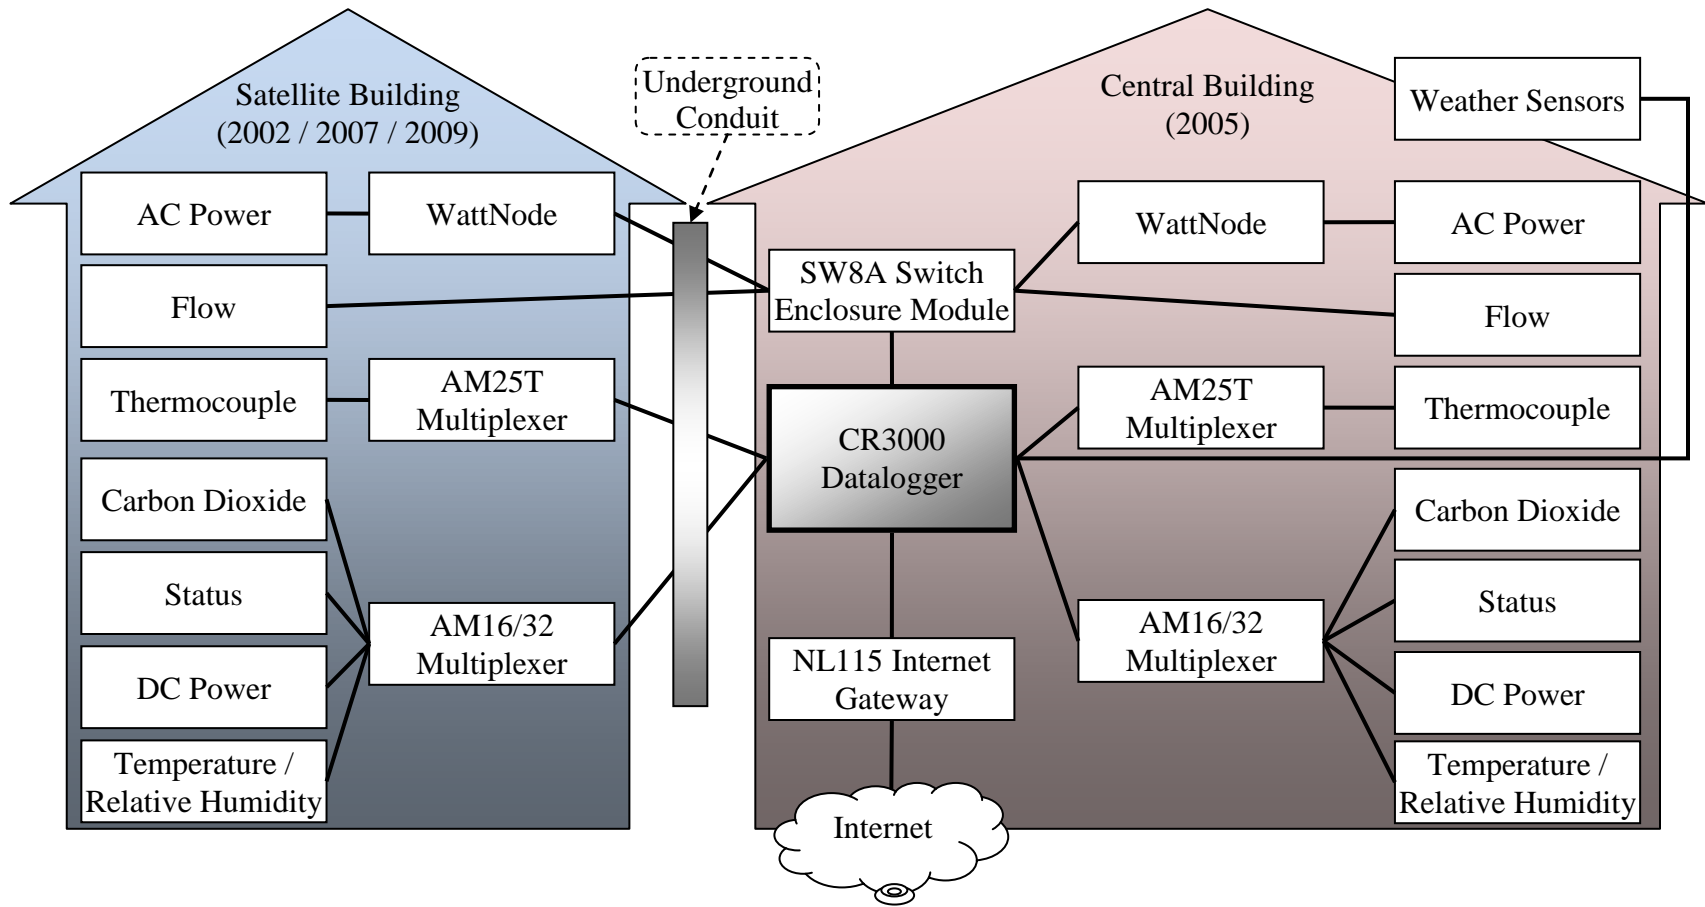 Satellite Building
(2002 / 2007 / 2009)
AC Power
WattNode
Flow
Thermocouple
AM25T
Multiplexer
Carbon Dioxide
Status
AM16/32
Multiplexer
DC Power
Temperature /
Relative Humidity
Underground
Conduit
Central Building
(2005)
Weather Sensors
SW8A Switch
Enclosure Module
CR3000
Datalogger
NL115 Internet
Gateway
Internet
WattNode
AC Power
Flow
AM25T
Multiplexer
Thermocouple
Carbon Dioxide
Status
AM16/32
Multiplexer
DC Power
Temperature /
Relative Humidity